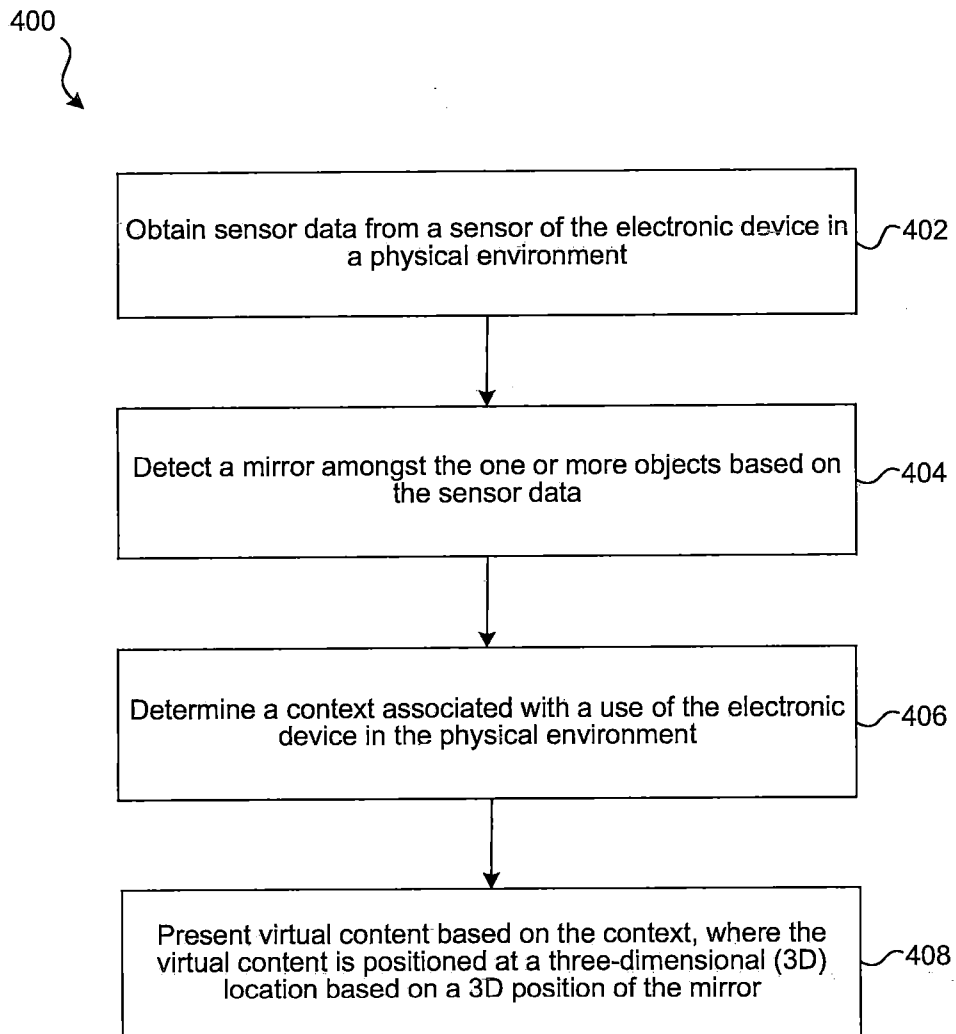 400
Obtain sensor data from a sensor of the electronic device in
a physical environment
402
Detect a mirror amongst the one or more objects based on
the sensor data
404
Determine a context associated with a use of the electronic
device in the physical environment
406
Present virtual content based on the context, where the
virtual content is positioned at a three-dimensional (3D)
location based on a 3D position of the mirror
408